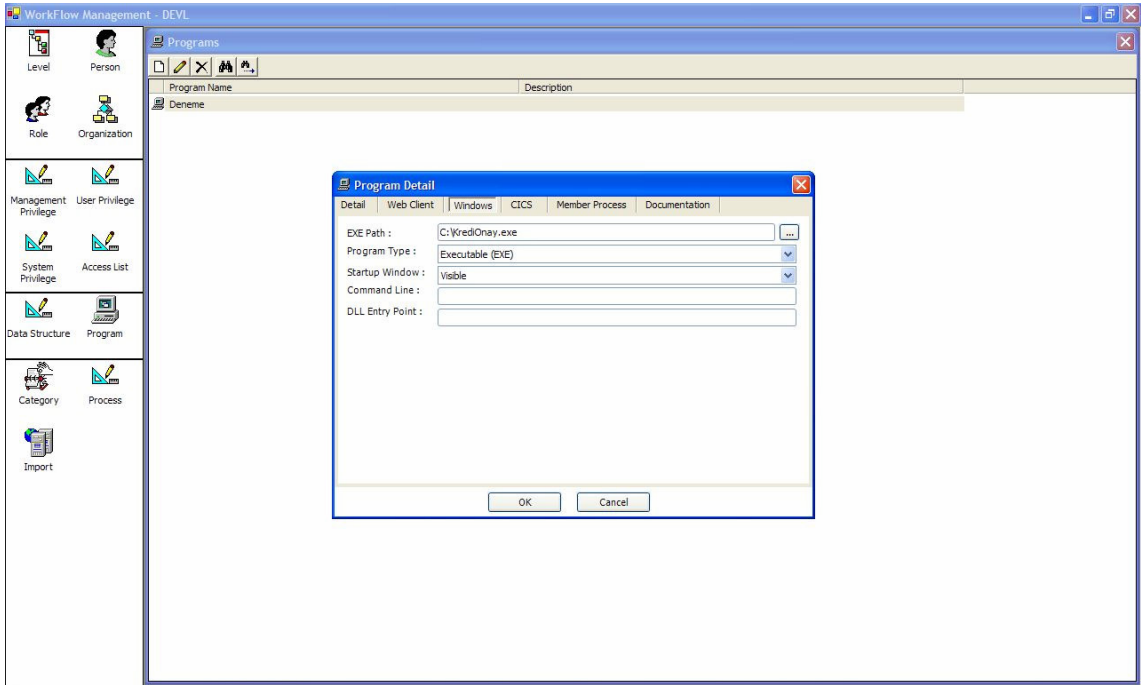 WorkFlow Management - DEVL
Level
Person
Role
Organization
Management Privilege
User Privilege
System Privilege
Access List
Data Structure
Program
Category
Process
Import
Programs
Program Name
Description
Deneme
Program Detail
Detail
Web Client
Windows
CICS
Member Process
Documentation
EXE Path :
C:\KrediOnay.exe
...
Program Type :
Executable (EXE)
Startup Window :
Visible
Command Line :
DLL Entry Point :
OK
Cancel